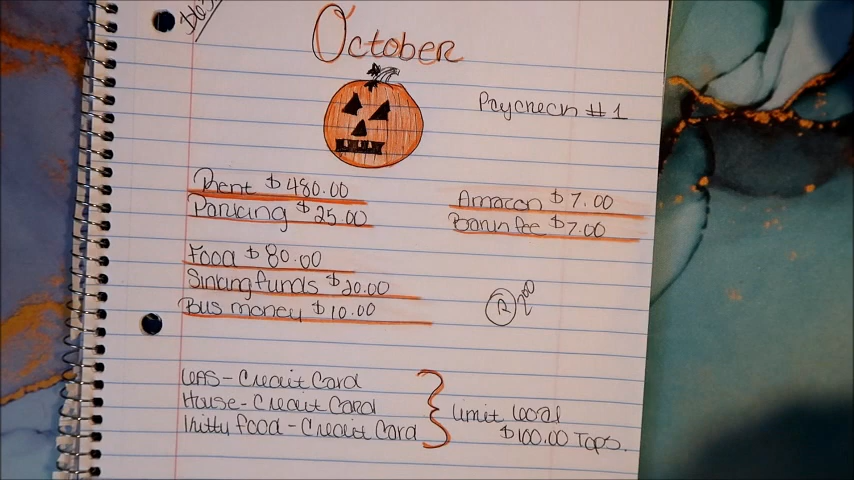 October
Paycheck #1
Rent $480.00
Parking $25.00
Amazon $7.00
Bank fee $7.00
Food $80.00
Sinking funds $20.00
Bus money $10.00
R 200
GAS - Credit Card
House - Credit Card
Kitty food - Credit Card
Limit
$100.00 Tops.